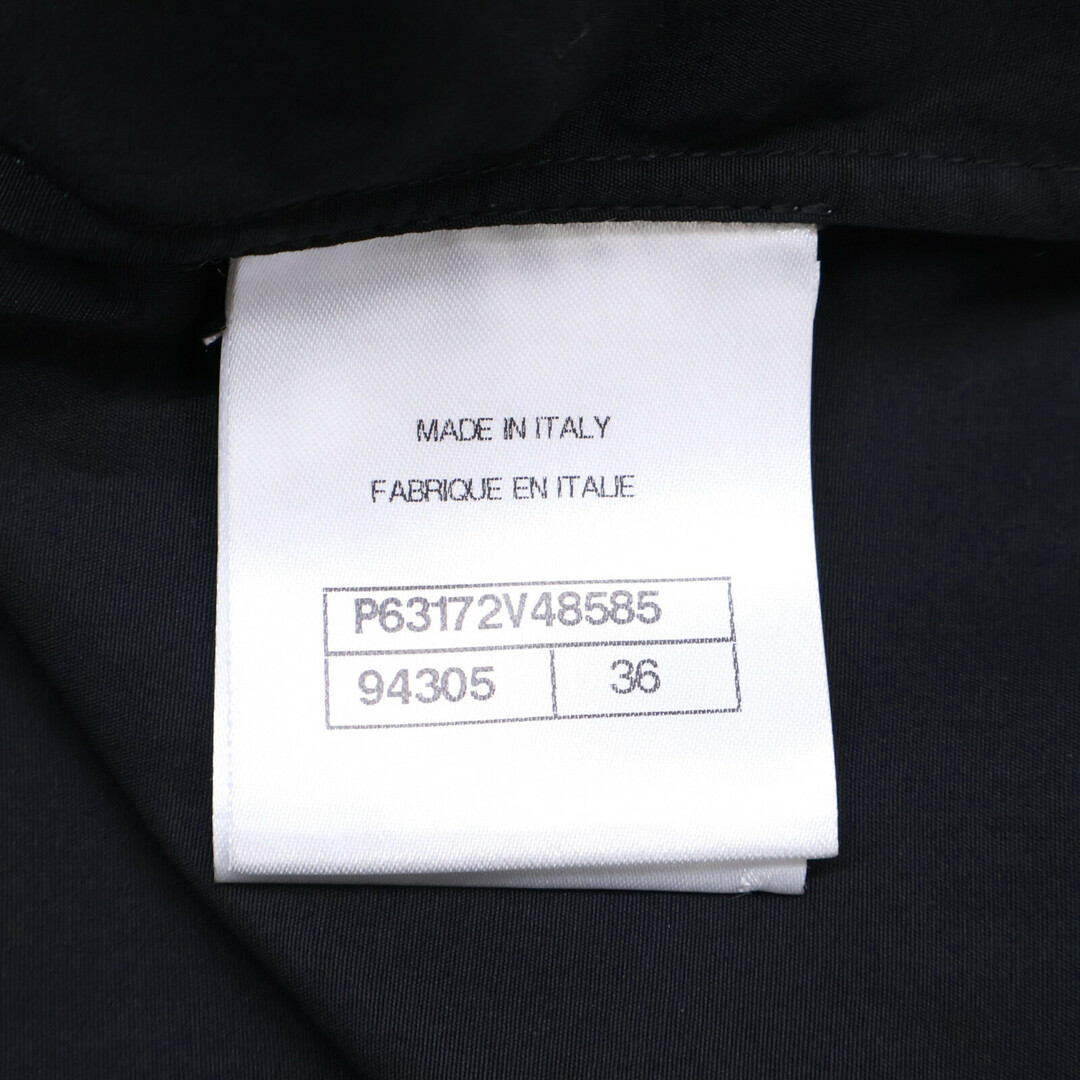 MADE IN ITALY
FABRIQUE EN ITALIE
P63172V48585
94305 36